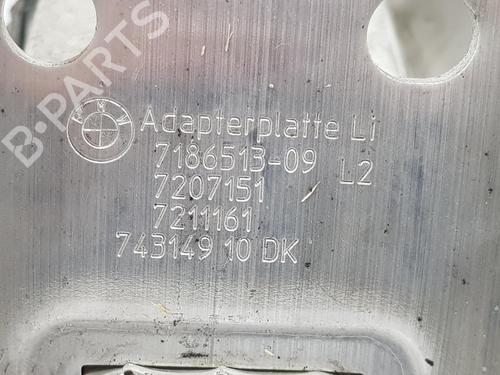 B-PARTS
Adapterplatte Li
7186513-09 L2
7207151
7211161
743149 10 DK